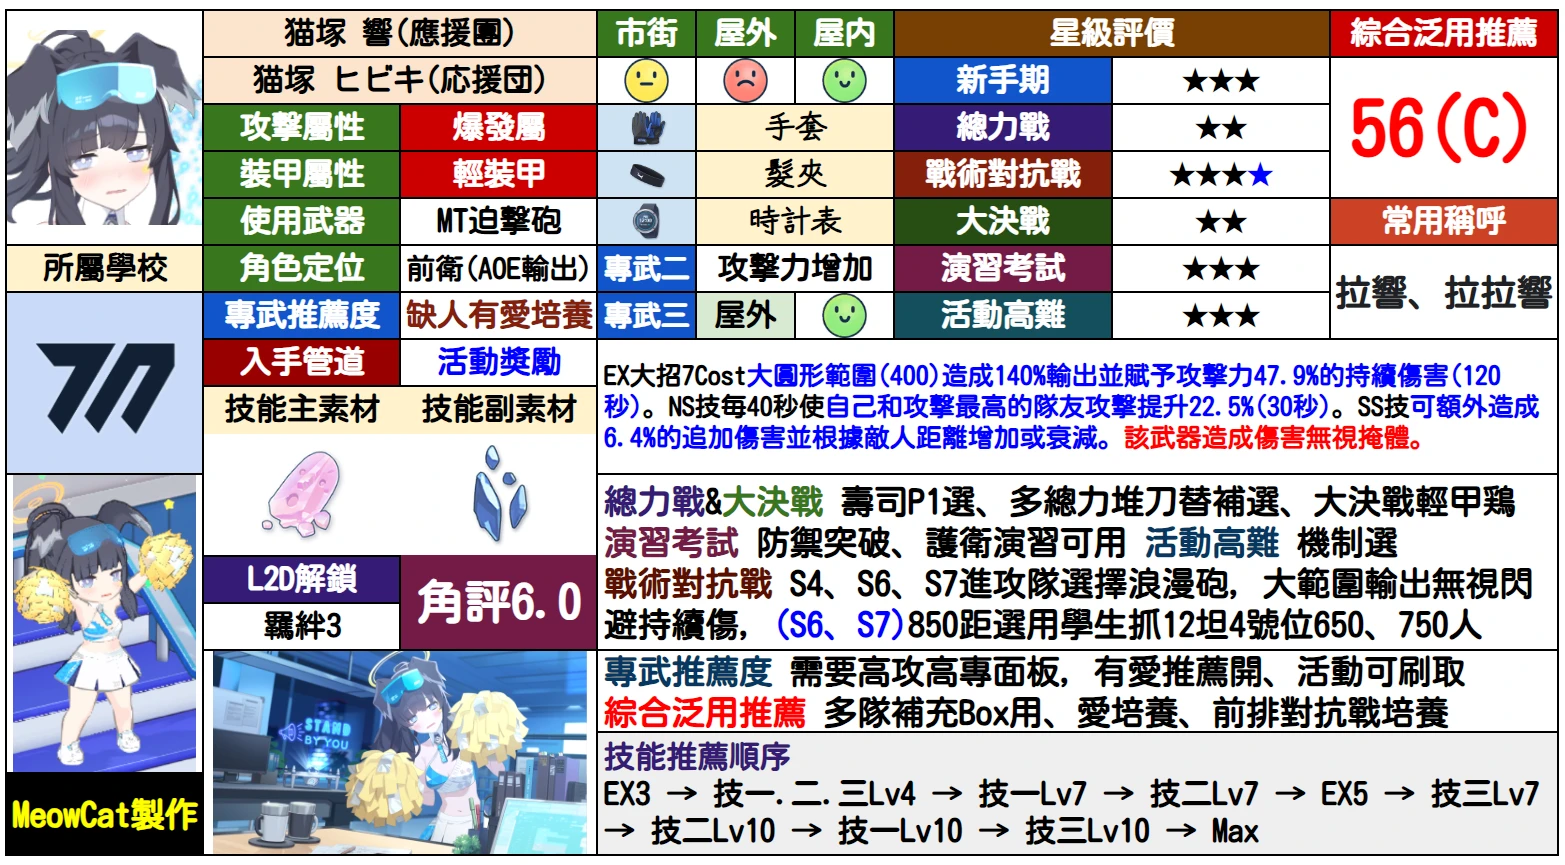 猫塚 響(應援團)
猫塚 ヒビキ(応援団)
市街 屋外 屋内
星級評價
綜合泛用推薦
新手期 ★★★
56(C)
攻擊屬性 爆發屬
手套
總力戰 ★★
裝甲屬性 輕裝甲
髮夾
戰術對抗戰 ★★★★
使用武器 MT迫擊砲
時計表
大決戰 ★★
常用稱呼
所屬學校
角色定位 前衛(AOE輸出)
專武二 攻擊力增加
演習考試 ★★★
拉響、拉拉響
專武推薦度 缺人有愛培養
專武三 屋外
活動高難 ★★★
入手管道 活動獎勵
技能主素材 技能副素材
EX大招7Cost大圓形範圍(400)造成140%輸出並賦予攻擊力47.9%的持續傷害(120
秒)。NS技每40秒使自己和攻擊最高的隊友攻擊提升22.5%(30秒)。SS技可額外造成
6.4%的追加傷害並根據敵人距離增加或衰減。該武器造成傷害無視掩體。
總力戰&大決戰 壽司P1選、多總力堆刀替補選、大決戰輕甲鶏
演習考試 防禦突破、護衛演習可用 活動高難 機制選
戰術對抗戰 S4、S6、S7進攻隊選擇浪漫砲, 大範圍輸出無視閃
避持續傷, (S6、S7)850距選用學生抓12坦4號位650、750人
L2D解鎖
羈絆3
角評6.0
專武推薦度 需要高攻高專面板, 有愛推薦開、活動可刷取
綜合泛用推薦 多隊補充Box用、愛培養、前排對抗戰培養
STAND
BY YOU
技能推薦順序
EX3 → 技一.二.三Lv4 → 技一Lv7 → 技二Lv7 → EX5 → 技三Lv7
→ 技二Lv10 → 技一Lv10 → 技三Lv10 → Max
MeowCat製作